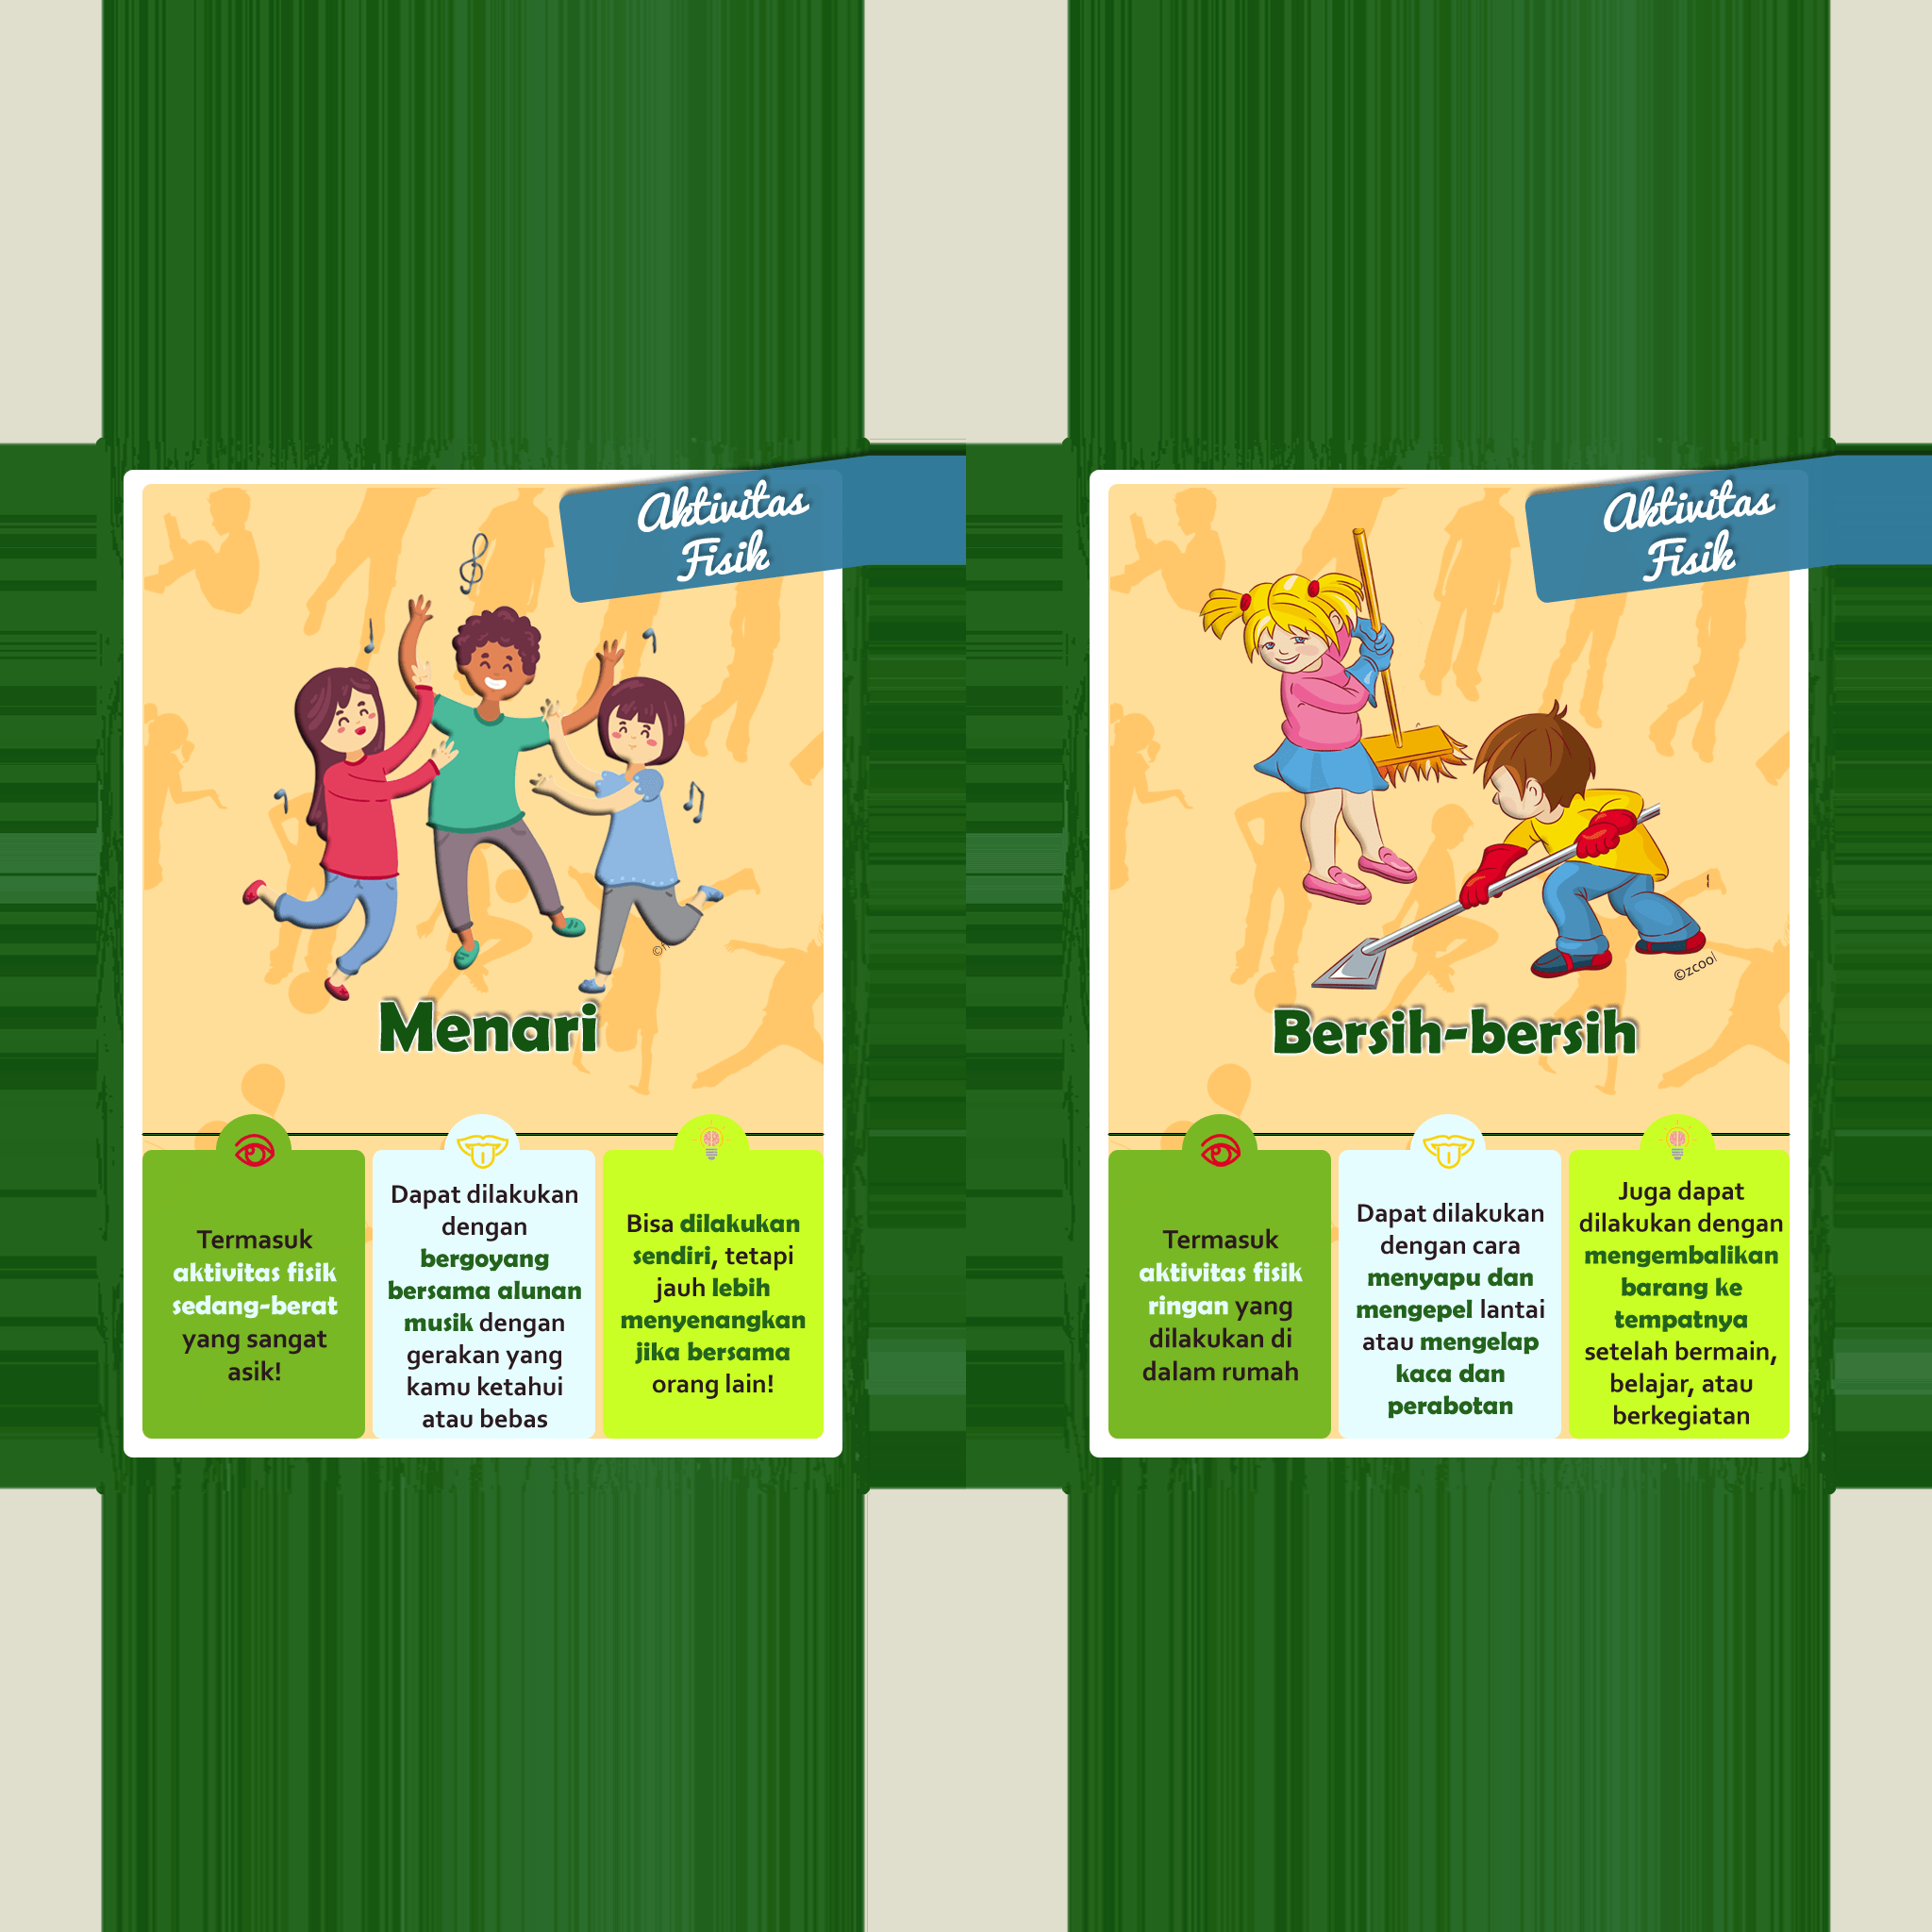 Aktivitas
Fisik
Menari
Termasuk
aktivitas fisik
sedang-berat
yang sangat
asik!
Dapat dilakukan
dengan
bergoyang
bersama alunan
musik dengan
gerakan yang
kamu ketahui
atau bebas
Bisa dilakukan
sendiri, tetapi
jauh lebih
menyenangkan
jika bersama
orang lain!
Aktivitas
Fisik
©zcool
Bersih-bersih
Termasuk
aktivitas fisik
ringan yang
dilakukan di
dalam rumah
Dapat dilakukan
dengan cara
menyapu dan
mengepel lantai
atau mengelap
kaca dan
perabotan
Juga dapat
dilakukan dengan
mengembalikan
barang ke
tempatnya
setelah bermain,
belajar, atau
berkegiatan